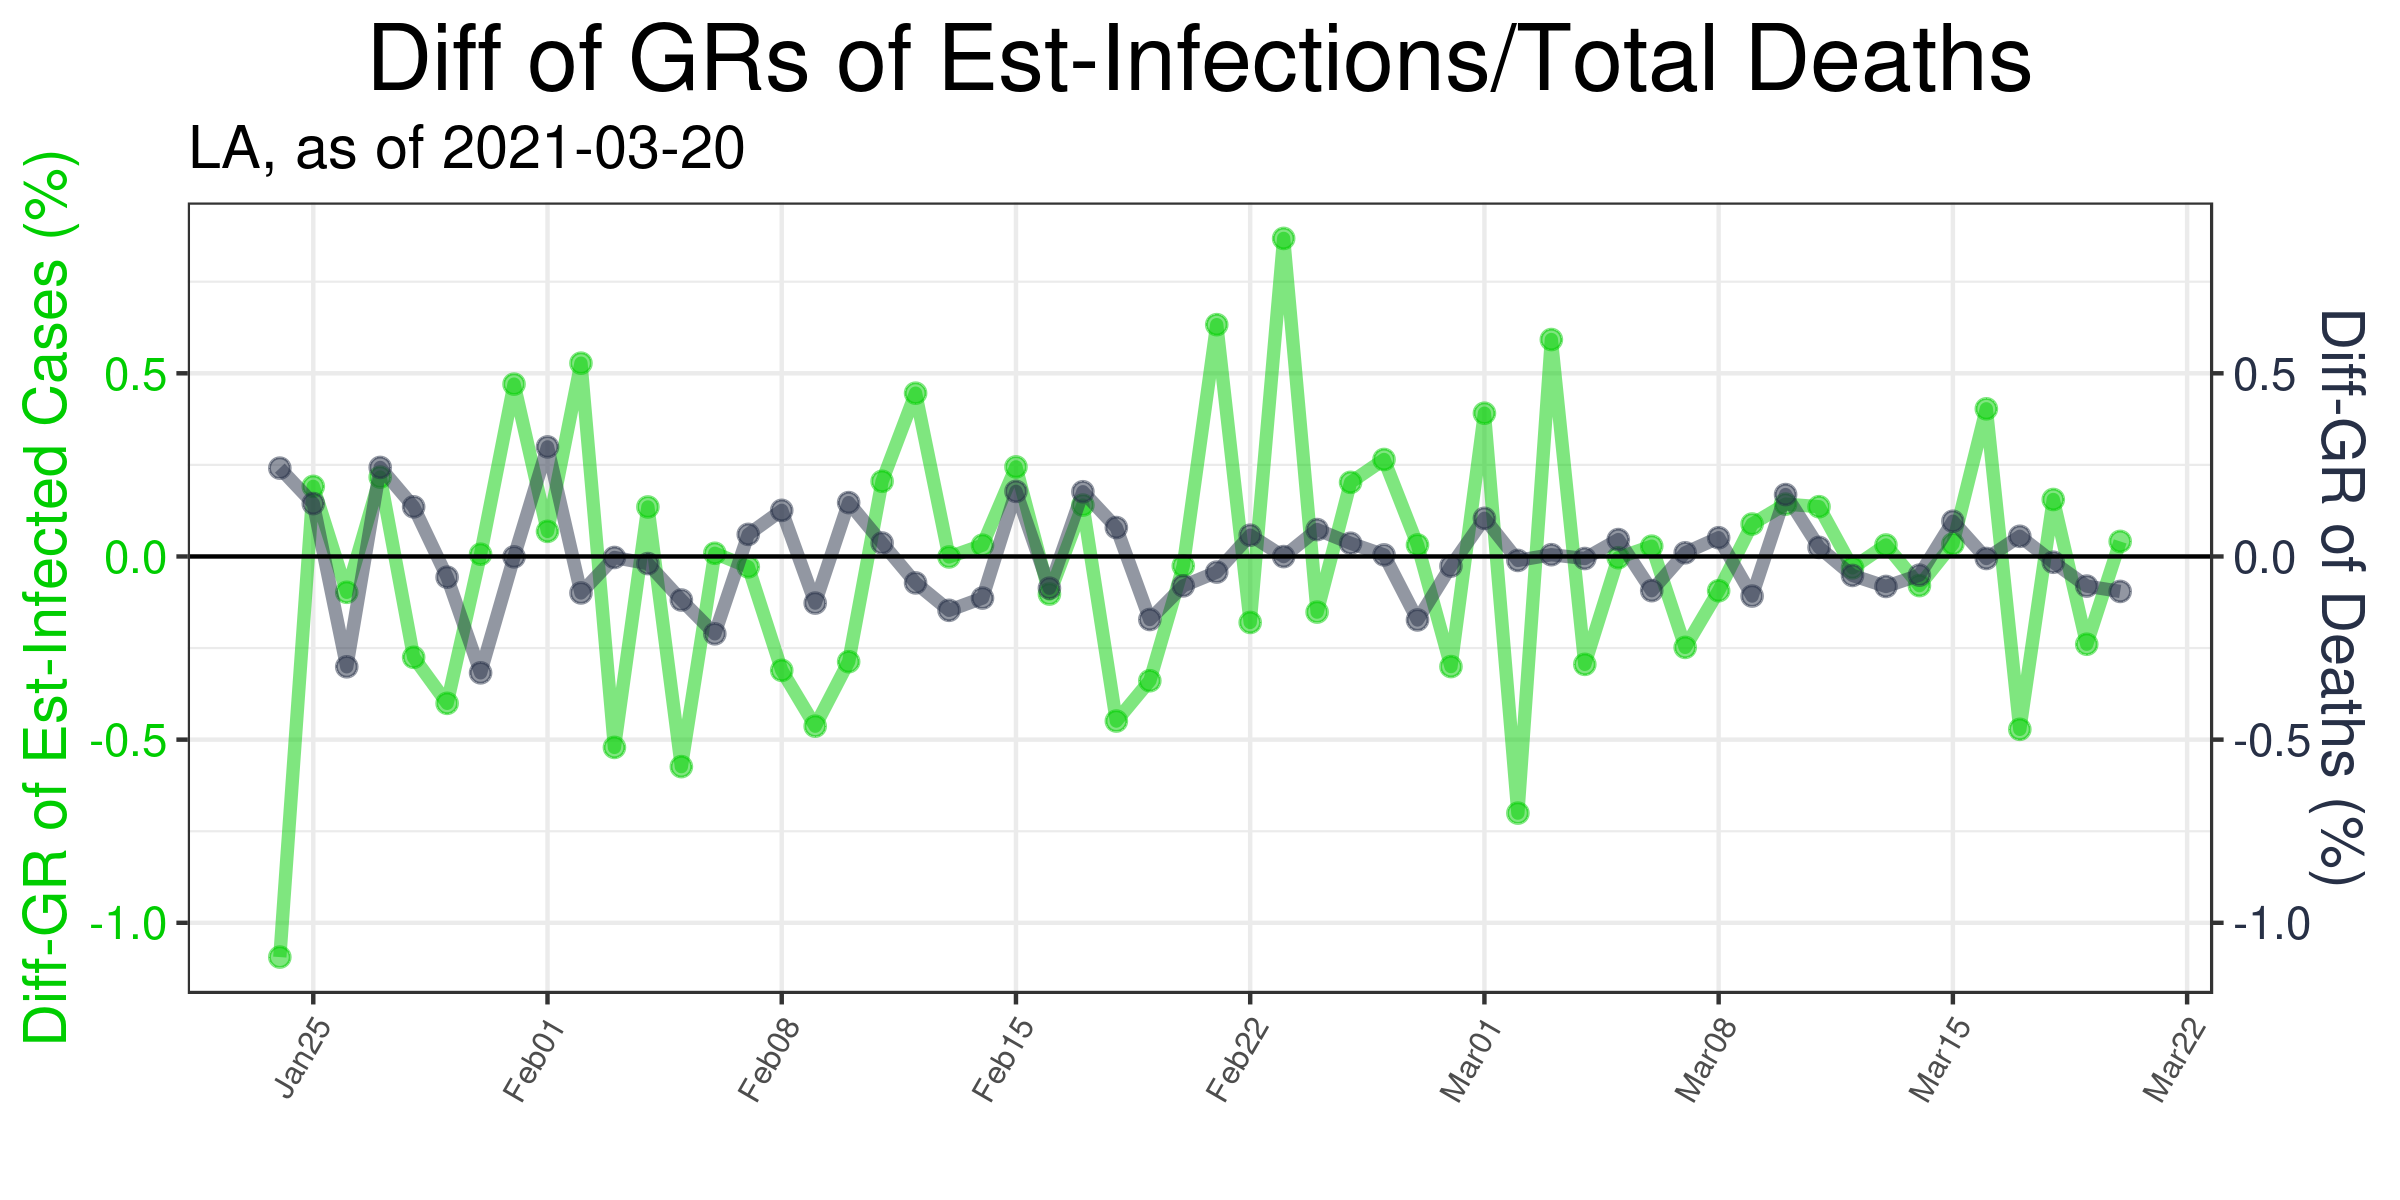 Diff of GRs of Est-Infections/Total Deaths
LA, as of 2021-03-20
Diff-GR of Est-Infected Cases (%)
0.5
0.0
-0.5
-1.0
0.5
0.0
-0.5
-1.0
Diff-GR of Deaths (%)
Jan25
Feb01
Feb08
Feb15
Feb22
Mar01
Mar08
Mar15
Mar22